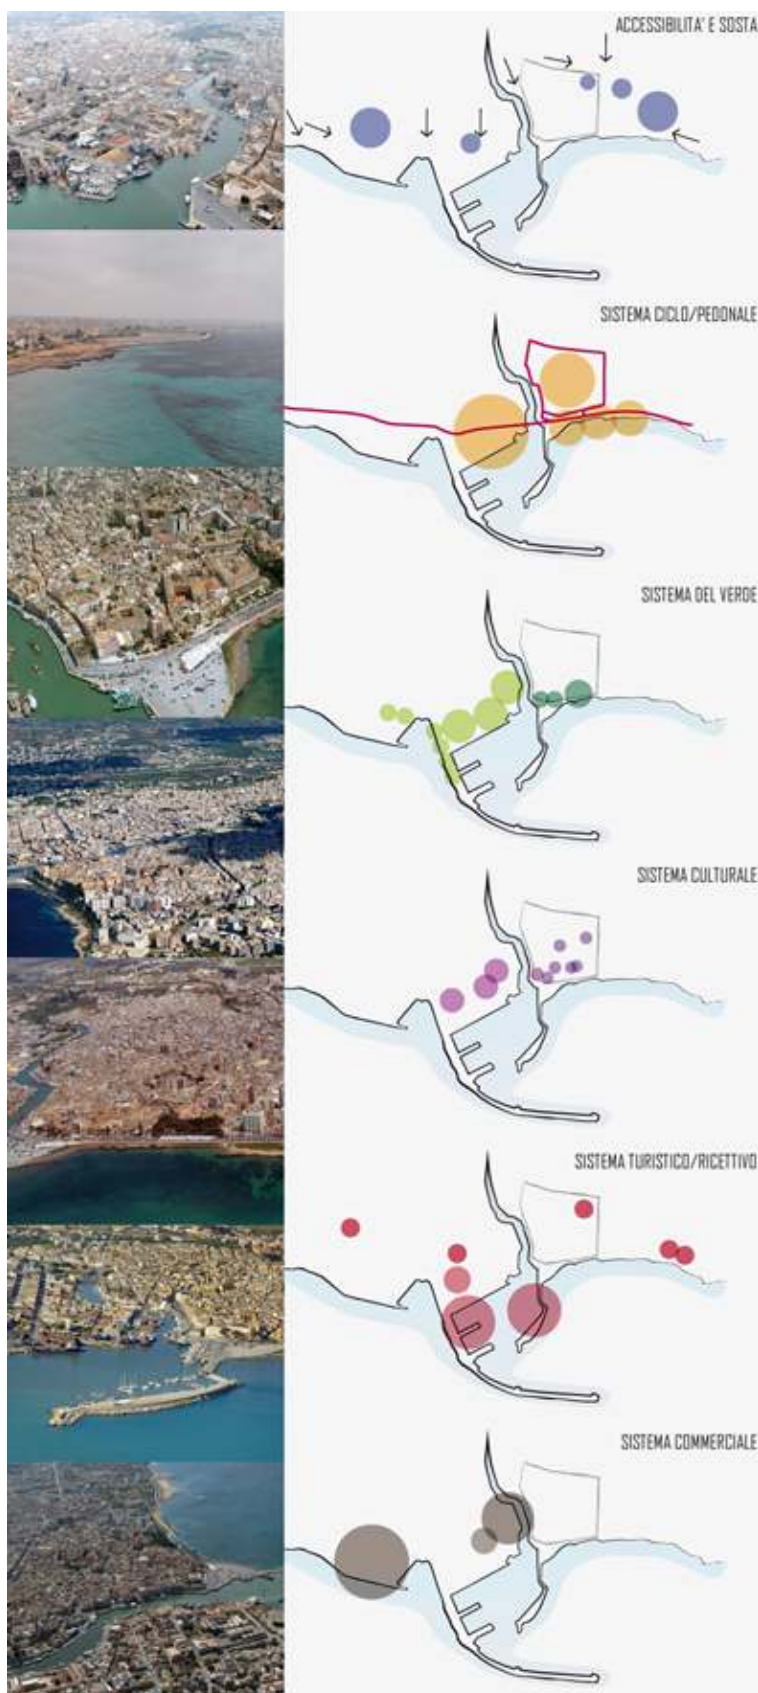 ACCESSIBILITA' E SOSTA
SISTEMA CICLO/PEDONALE
SISTEMA DEL VERDE
SISTEMA CULTURALE
SISTEMA TURISTICO/RICETTIVO
SISTEMA COMMERCIALE